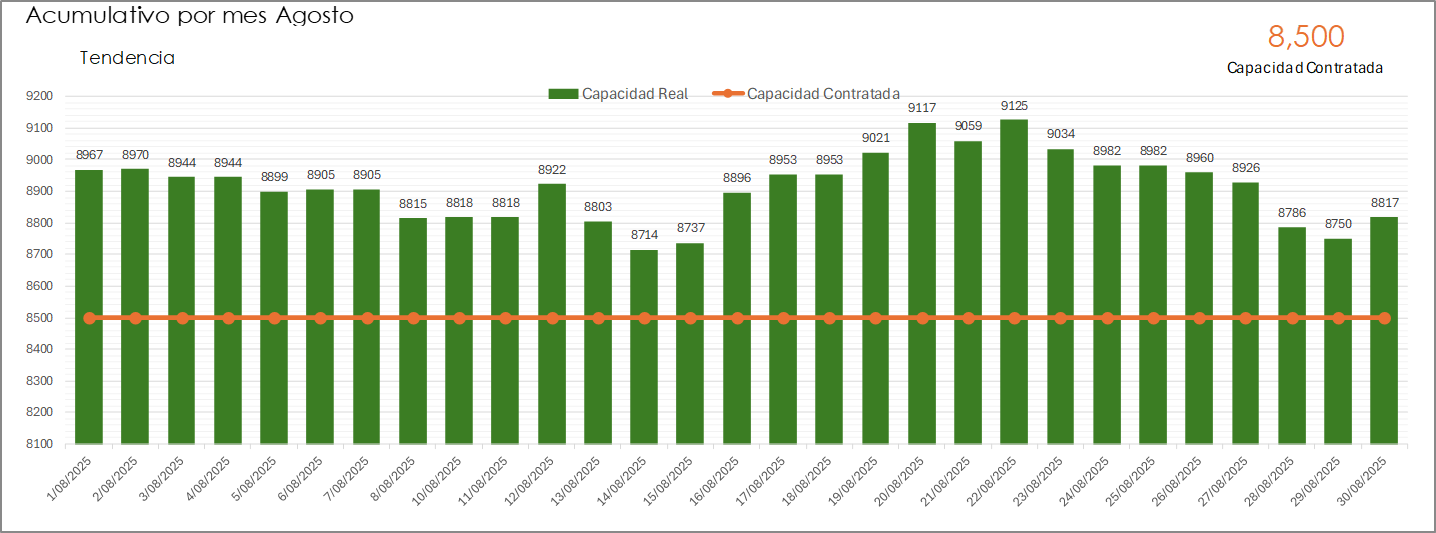 Acumulativo por mes Agosto
8,500
Tendencia
Capacidad Contratada
Capacidad Real Capacidad Contratada
9200
9100
9000
8900
8800
8700
8600
8500
8400
8300
8200
8100
8967 8970 8944 8944 8899 8905 8905 8815 8818 8818 8922 8803 8714 8737 8896 8953 8953 9021 9117 9059 9125 9034 8982 8982 8960 8926 8786 8750 8817
1/08/2025 2/08/2025 3/08/2025 4/08/2025 5/08/2025 6/08/2025 7/08/2025 8/08/2025 10/08/2025 11/08/2025 12/08/2025 13/08/2025 14/08/2025 15/08/2025 16/08/2025 17/08/2025 18/08/2025 19/08/2025 20/08/2025 21/08/2025 22/08/2025 23/08/2025 24/08/2025 25/08/2025 26/08/2025 27/08/2025 28/08/2025 29/08/2025 30/08/2025